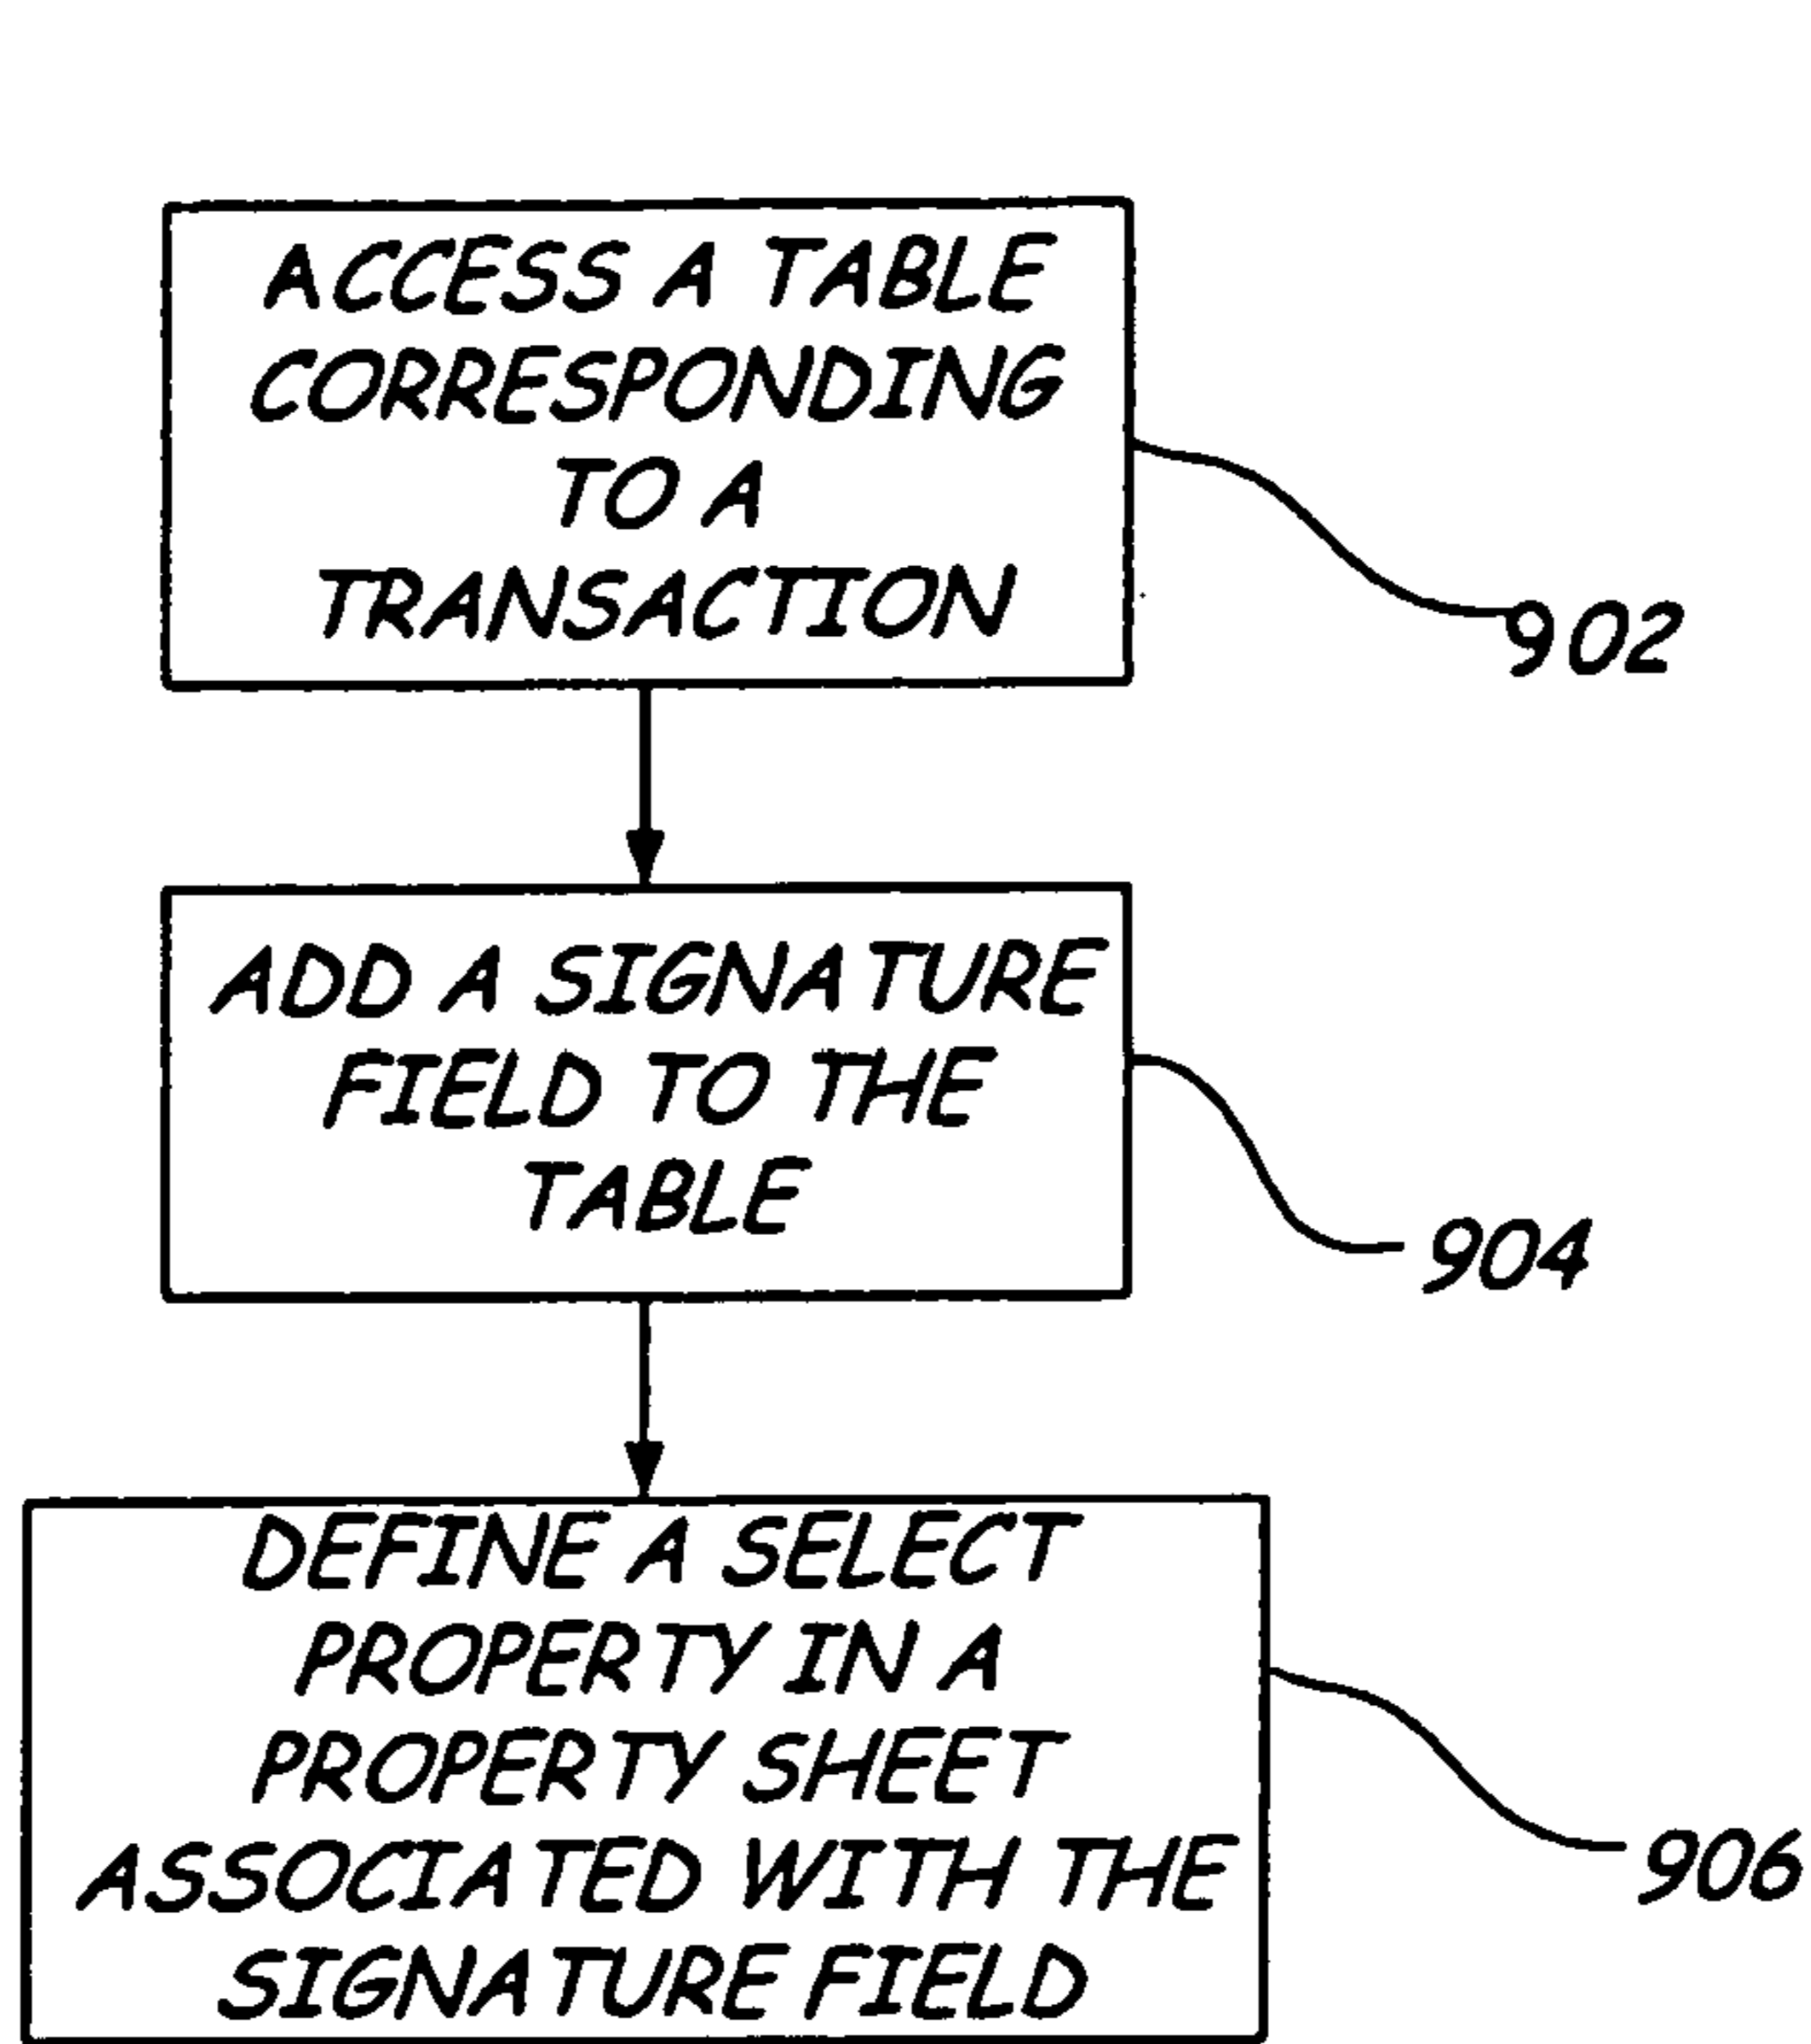 ACCESS A TABLE
CORRESPONDING
TO A
TRANSACTION
902
ADD A SIGNATURE
FIELD TO THE
TABLE
904
DEFINE A SELECT
PROPERTY IN A
PROPERTY SHEET
ASSOCIATED WITH THE
SIGNATURE FIELD
906